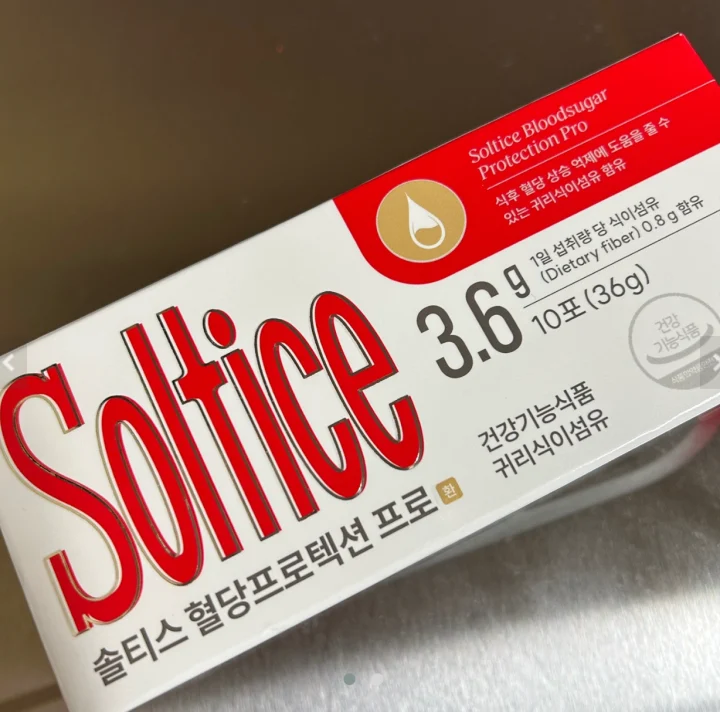 Soltice Bloodsugar
Protection Pro
식후 혈당 상승 억제에 도움을 줄 수
있는 귀리식이섬유 함유
3.6g
1일 섭취량 당 식이섬유
(Dietary fiber) 0.8 g 함유
10포 (36g)
건강
기능식품
건강기능식품
귀리식이섬유
Soltice
솔티스 혈당프로텍션 프로 환